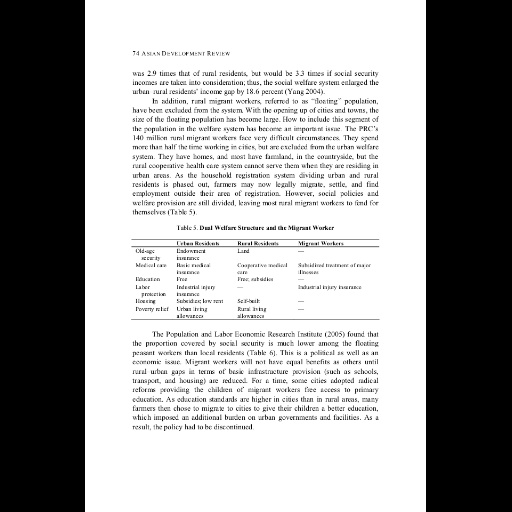 74 ASIAN DEVELOPMENT REVIEW
was 2.9 times that of rural residents, but would be 3.3 times if social security
incomes are taken into consideration; thus, the social welfare system enlarged the
urban rural residents' income gap by 18.6 percent (Yang 2004).
In addition, rural migrant workers, referred to as "floating" population,
have been excluded from the system. With the opening up of cities and towns, the
size of the floating population has become large. How to include this segment of
the population in the welfare system has become an important issue. The PRC's
140 million rural migrant workers face very difficult circumstances. They spend
more than half the time working in cities, but are excluded from the urban welfare
system. They have homes, and most have farmland, in the countryside, but the
rural cooperative health care system cannot serve them when they are residing in
urban areas. As the household registration system dividing urban and rural
residents is phased out, farmers may now legally migrate, settle, and find
employment outside their area of registration. However, social policies and
welfare provision are still divided, leaving most rural migrant workers to fend for
themselves (Table 5).
Table 5. Dual Welfare Structure and the Migrant Worker
Urban Residents Rural Residents Migrant Workers
Old-age Endowment Land —
security insurance
Medical care Basic medical Cooperative medical Subsidized treatment of major
insurance care illnesses
Education Free Free; subsidies —
Labor Industrial injury — Industrial injury insurance
protection insurance
Housing Subsidies; low rent Self-built —
Poverty relief Urban living Rural living —
allowances allowances
The Population and Labor Economic Research Institute (2005) found that
the proportion covered by social security is much lower among the floating
peasant workers than local residents (Table 6). This is a political as well as an
economic issue. Migrant workers will not have equal benefits as others until
rural urban gaps in terms of basic infrastructure provision (such as schools,
transport, and housing) are reduced. For a time, some cities adopted radical
reforms providing the children of migrant workers free access to primary
education. As education standards are higher in cities than in rural areas, many
farmers then chose to migrate to cities to give their children a better education,
which imposed an additional burden on urban governments and facilities. As a
result, the policy had to be discontinued.